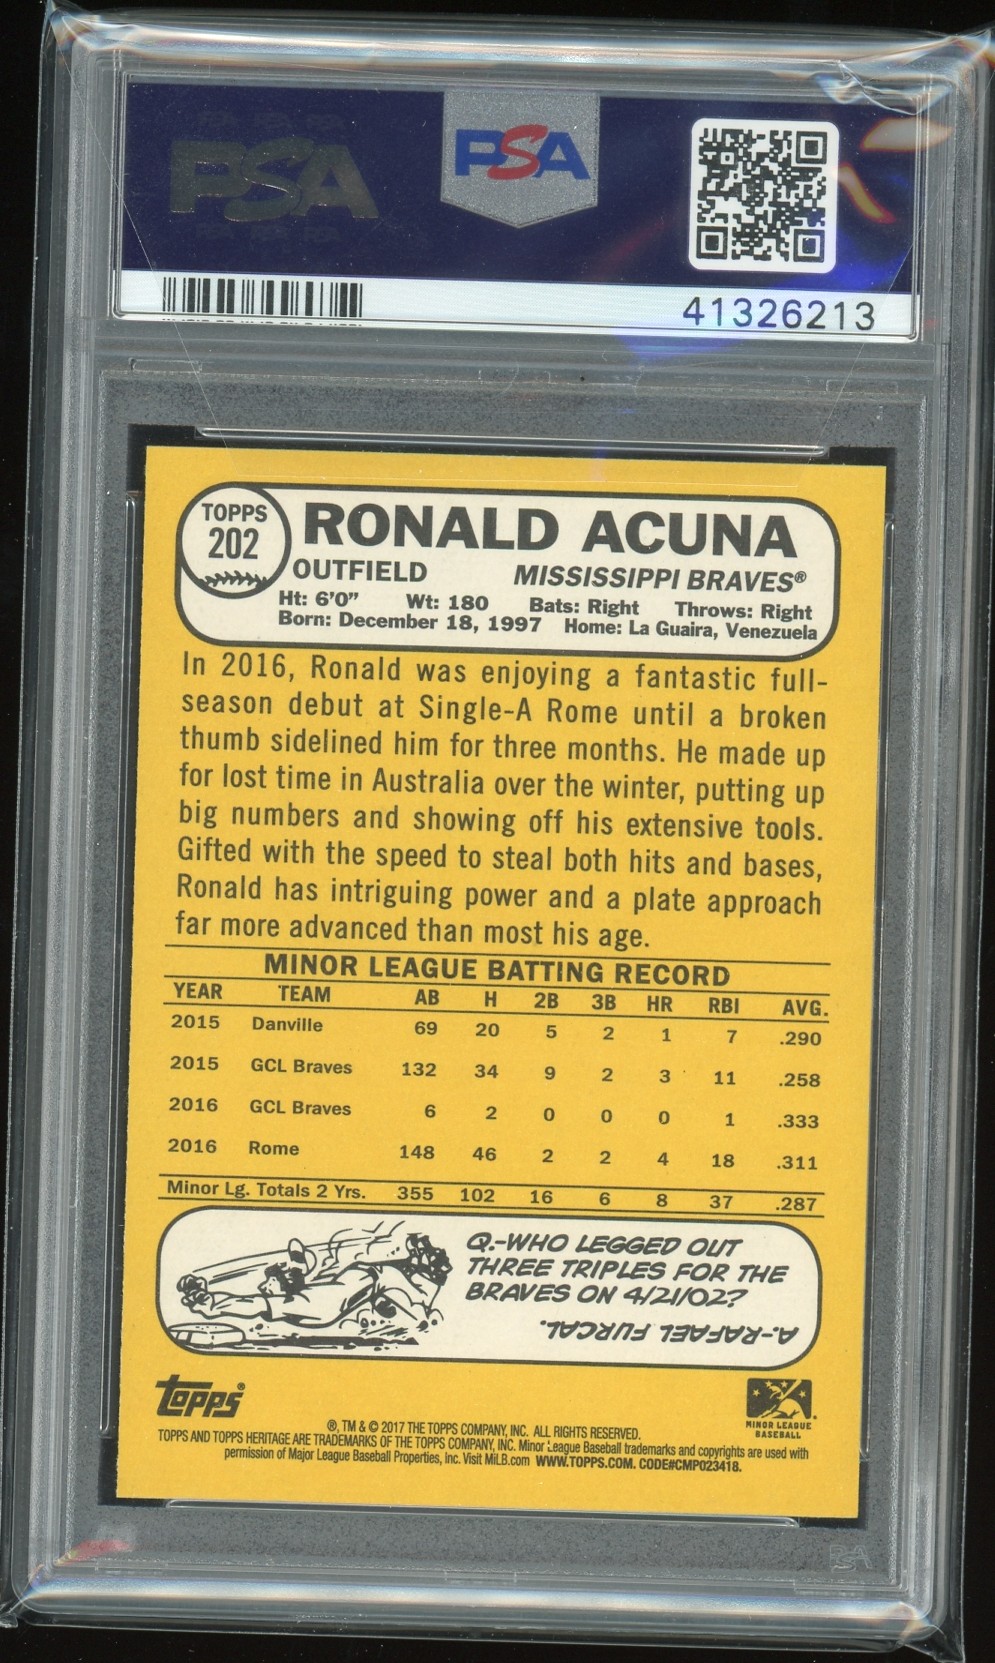 PSA
PSA
41326213
TOPPS
202
RONALD ACUNA
OUTFIELD MISSISSIPPI BRAVES®
Ht: 6'0" Wt: 180 Bats: Right Throws: Right
Born: December 18, 1997 Home: La Guaira, Venezuela
In 2016, Ronald was enjoying a fantastic full-
season debut at Single-A Rome until a broken
thumb sidelined him for three months. He made up
for lost time in Australia over the winter, putting up
big numbers and showing off his extensive tools.
Gifted with the speed to steal both hits and bases,
Ronald has intriguing power and a plate approach
far more advanced than most his age.
MINOR LEAGUE BATTING RECORD
YEAR TEAM AB H 2B 3B HR RBI AVG.
2015 Danville 69 20 5 2 1 7 .290
2015 GCL Braves 132 34 9 2 3 11 .258
2016 GCL Braves 6 2 0 0 0 1 .333
2016 Rome 148 46 2 2 4 18 .311
Minor Lg. Totals 2 Yrs. 355 102 16 6 8 37 .287
Q.-WHO LEGGED OUT
THREE TRIPLES FOR THE
BRAVES ON 4/21/02?
A.-RAFAEL FURCAL.
Topps®
MINOR LEAGUE
BASEBALL
®, TM & © 2017 THE TOPPS COMPANY, INC. ALL RIGHTS RESERVED.
TOPPS AND TOPPS HERITAGE ARE TRADEMARKS OF THE TOPPS COMPANY, INC. Minor League Baseball trademarks and copyrights are used with
permission of Major League Baseball Properties, Inc. Visit MiLB.com WWW.TOPPS.COM. CODE#CMP023418.
PSA